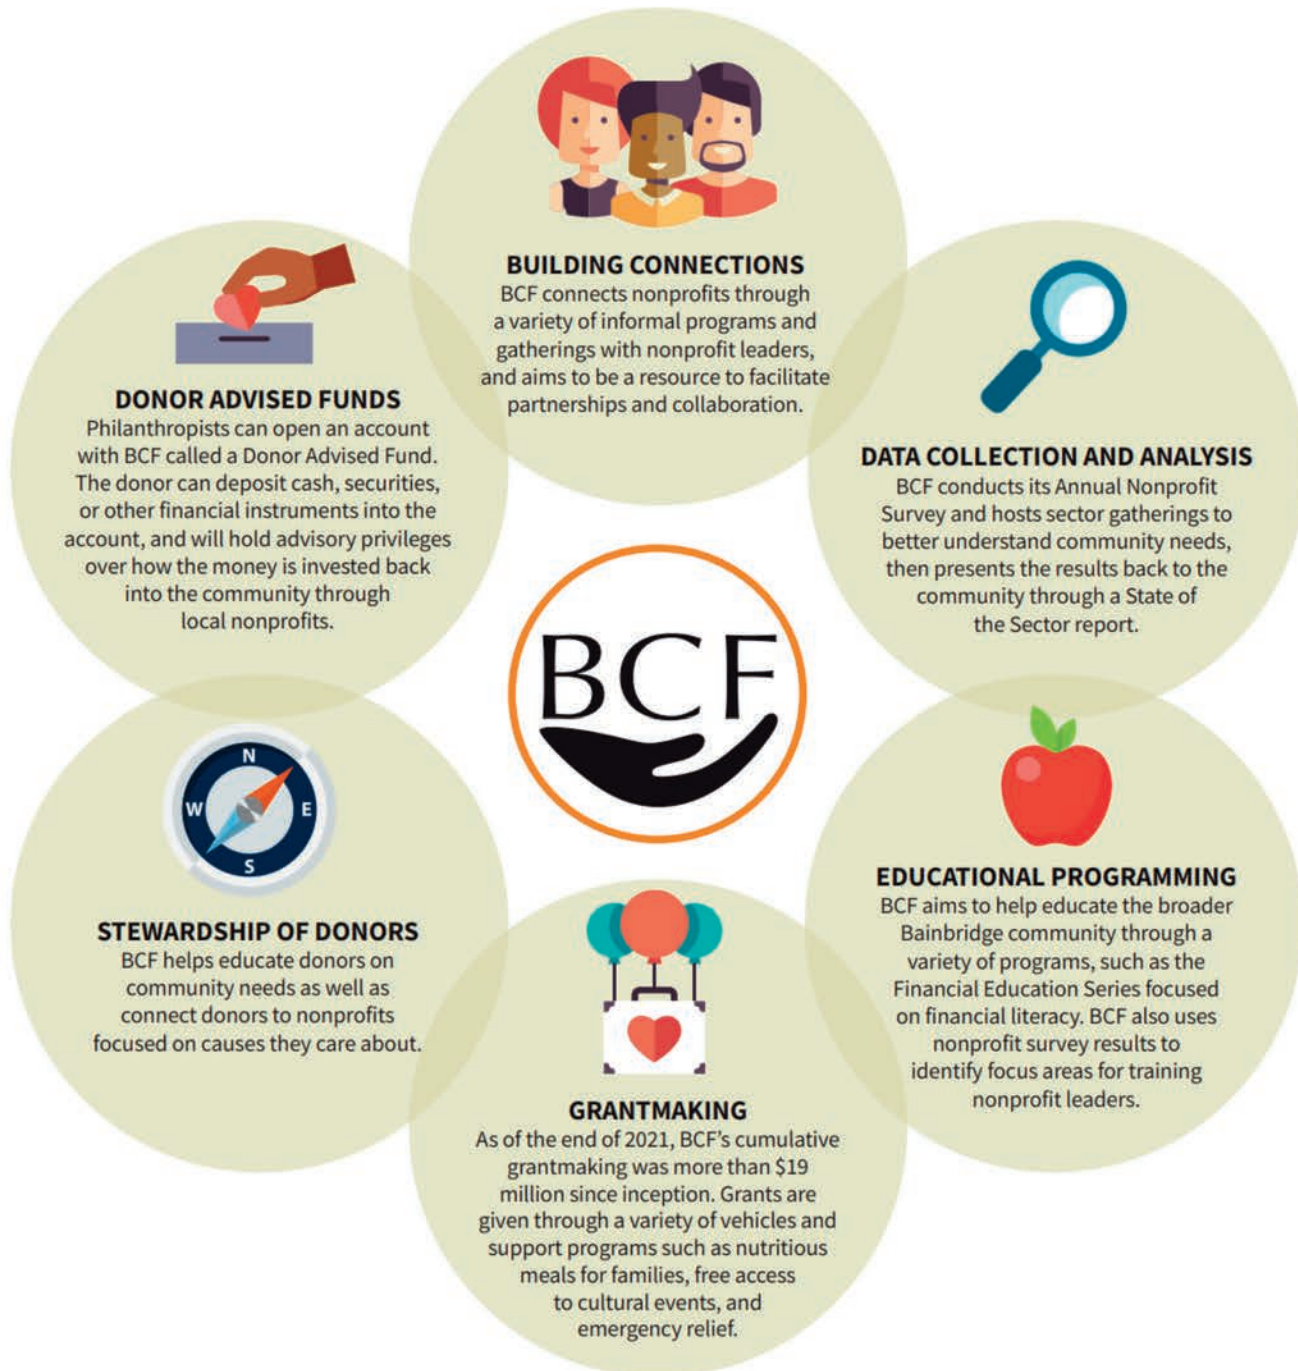 BUILDING CONNECTIONS
BCF connects nonprofits through
a variety of informal programs and
gatherings with nonprofit leaders,
and aims to be a resource to facilitate
partnerships and collaboration.
DONOR ADVISED FUNDS
Philanthropists can open an account
with BCF called a Donor Advised Fund.
The donor can deposit cash, securities,
or other financial instruments into the
account, and will hold advisory privileges
over how the money is invested back
into the community through
local nonprofits.
DATA COLLECTION AND ANALYSIS
BCF conducts its Annual Nonprofit
Survey and hosts sector gatherings to
better understand community needs,
then presents the results back to the
community through a State of
the Sector report.
BCF
N
W
E
S
STEWARDSHIP OF DONORS
BCF helps educate donors on
community needs as well as
connect donors to nonprofits
focused on causes they care about.
EDUCATIONAL PROGRAMMING
BCF aims to help educate the broader
Bainbridge community through a
variety of programs, such as the
Financial Education Series focused
on financial literacy. BCF also uses
nonprofit survey results to
identify focus areas for training
nonprofit leaders.
GRANTMAKING
As of the end of 2021, BCF’s cumulative
grantmaking was more than $19
million since inception. Grants are
given through a variety of vehicles and
support programs such as nutritious
meals for families, free access
to cultural events, and
emergency relief.